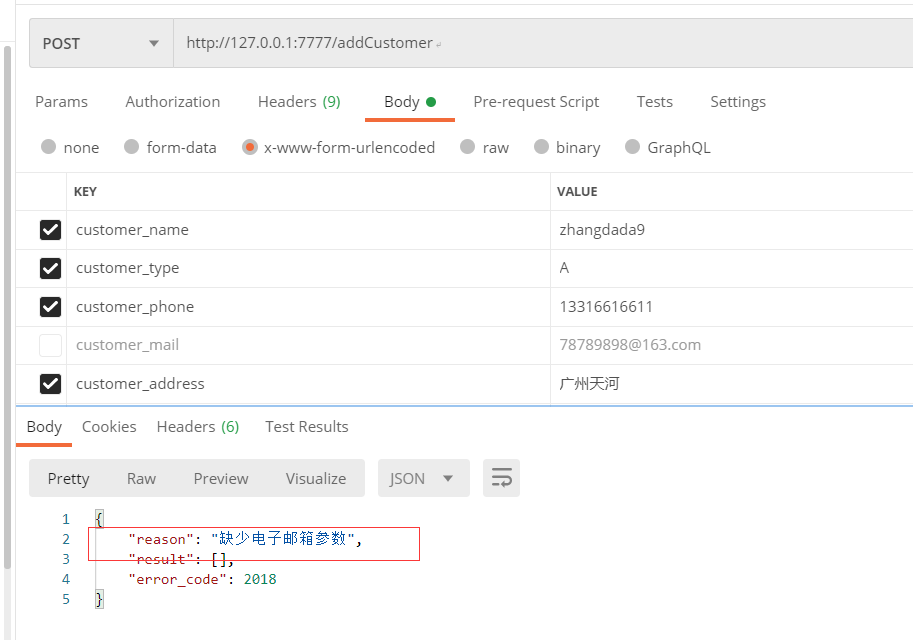 POST http://127.0.0.1:7777/addCustomer
Params Authorization Headers (9) Body Pre-request Script Tests Settings
none form-data x-www-form-urlencoded raw binary GraphQL
KEY VALUE
customer_name zhangdada9
customer_type A
customer_phone 13316616611
customer_mail 78789898@163.com
customer_address 广州天河
Body Cookies Headers (6) Test Results
Pretty Raw Preview Visualize JSON
1 {
2 "reason": "缺少电子邮箱参数",
3 "result": [],
4 "error_code": 2018
5 }